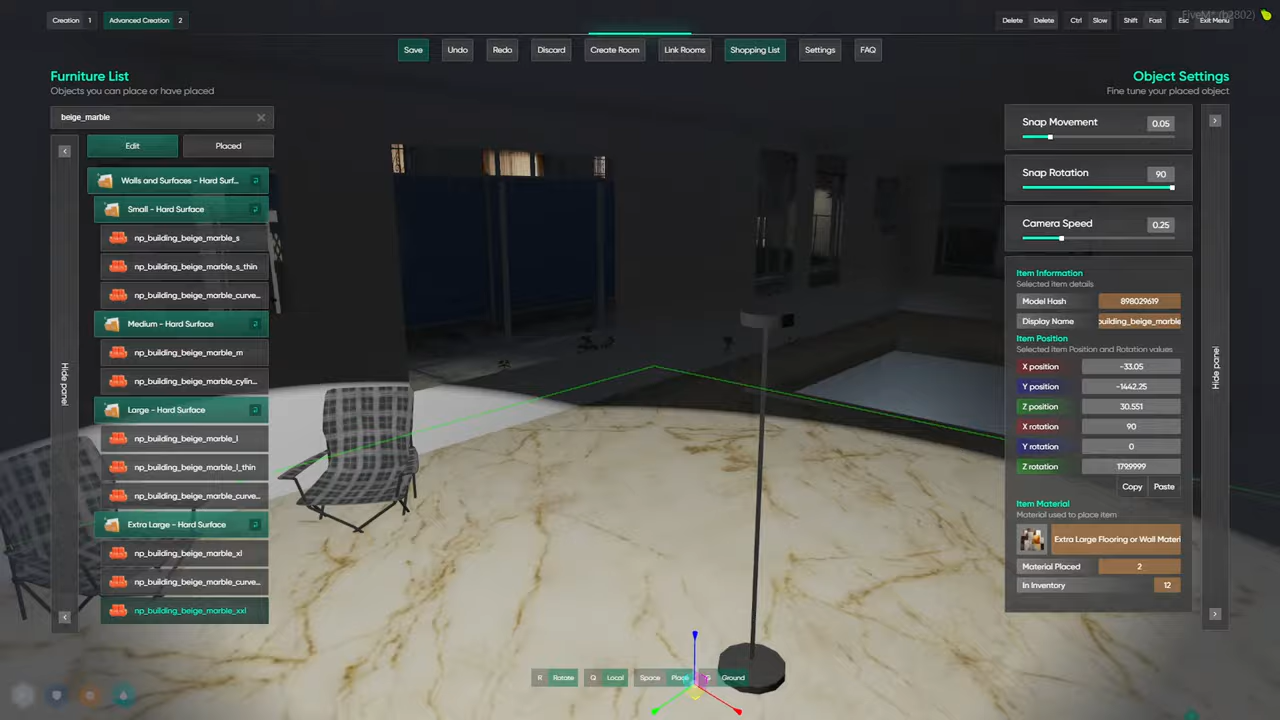 Creation 1 Advanced Creation 2
Delete Delete Ctrl Slow Shift Fast Esc Exit Menu
FiveM* (b2802)
Save Undo Redo Discard Create Room Link Rooms Shopping List Settings FAQ
Furniture List
Objects you can place or have placed
beige_marble
Edit Placed
Walls and Surfaces - Hard Surf...
Small - Hard Surface
np_building_beige_marble_s
np_building_beige_marble_s_thin
np_building_beige_marble_curve...
Medium - Hard Surface
np_building_beige_marble_m
np_building_beige_marble_cylin...
Large - Hard Surface
np_building_beige_marble_l
np_building_beige_marble_l_thin
np_building_beige_marble_curve...
Extra Large - Hard Surface
np_building_beige_marble_xl
np_building_beige_marble_curve...
np_building_beige_marble_xxl
Hide panel
R Rotate Q Local Space Place G Ground
Object Settings
Fine tune your placed object
Snap Movement 0.05
Snap Rotation 90
Camera Speed 0.25
Item Information
Selected item details
Model Hash 898029619
Display Name building_beige_marble
Item Position
Selected item Position and Rotation values
X position -33.05
Y position -1442.25
Z position 30.551
X rotation 90
Y rotation 0
Z rotation 179.9999
Copy Paste
Item Material
Material used to place item
Extra Large Flooring or Wall Materi
Material Placed 2
In Inventory 12
Hide panel